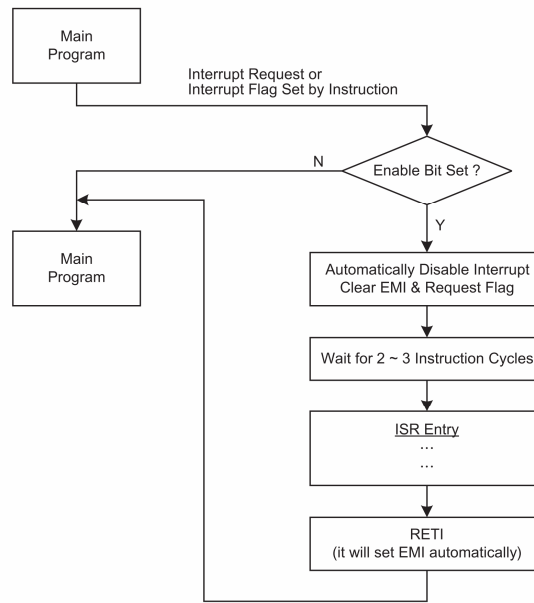 Main
Program
Interrupt Request or
Interrupt Flag Set by Instruction
N
Enable Bit Set ?
Y
Main
Program
Automatically Disable Interrupt
Clear EMI & Request Flag
Wait for 2 ~ 3 Instruction Cycles
ISR Entry
...
...
RETI
(it will set EMI automatically)